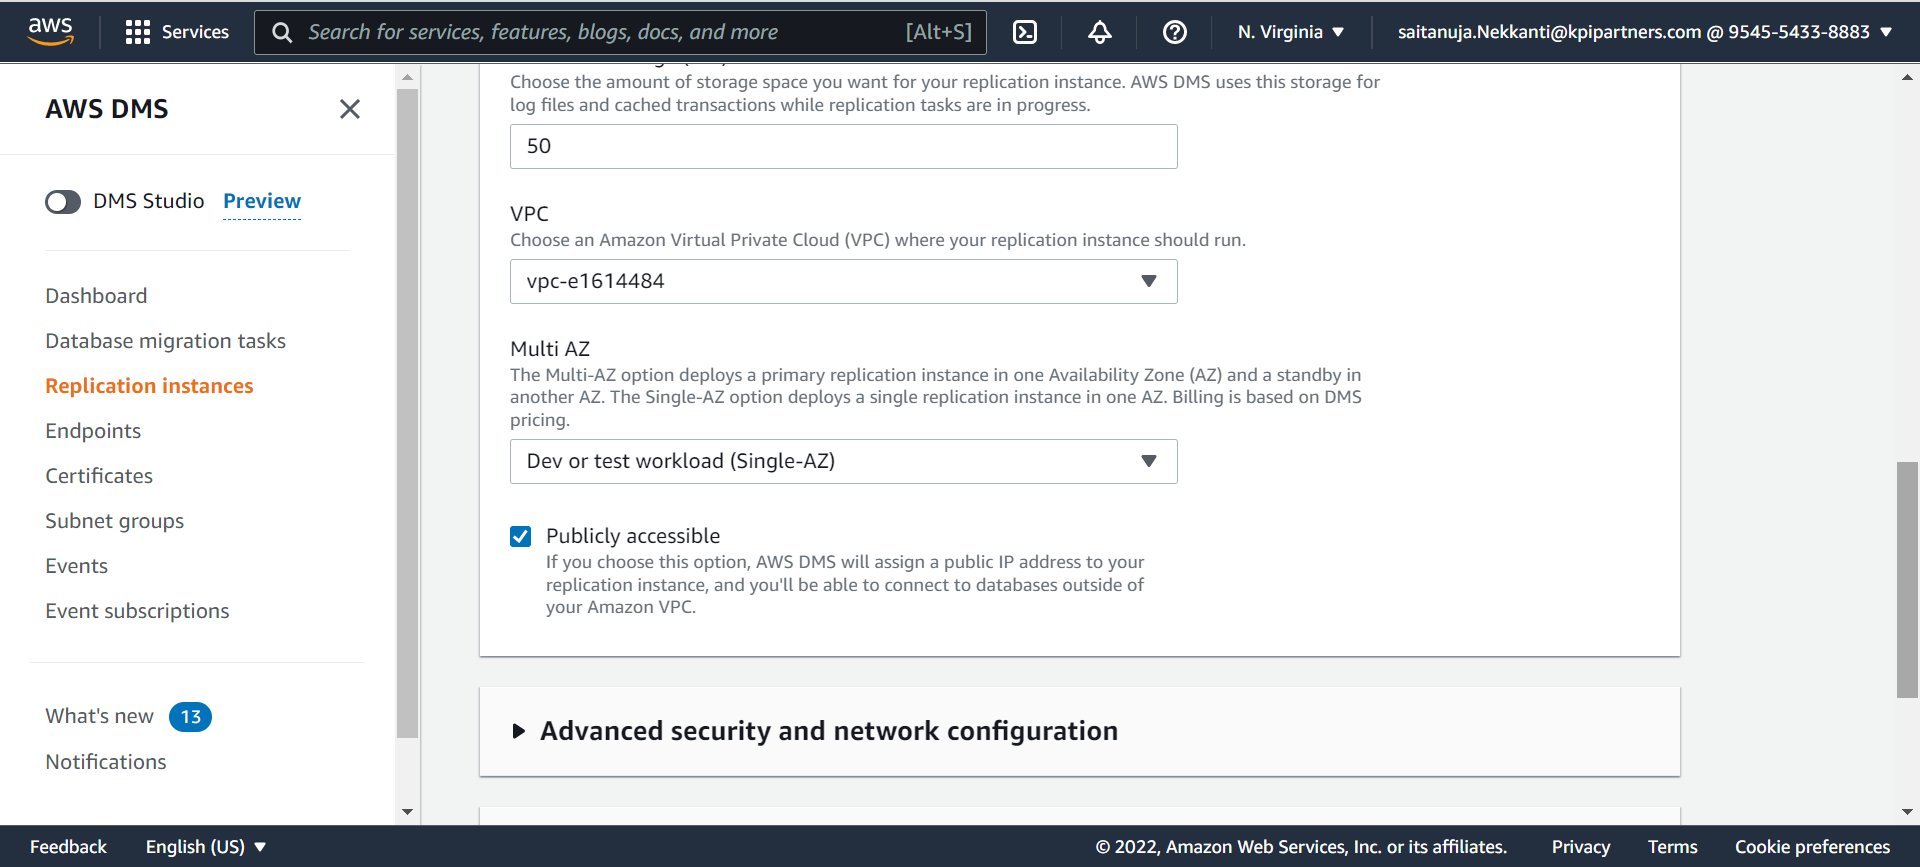 aws
Services
Search for services, features, blogs, docs, and more [Alt+S]
N. Virginia ▼
saitanuja.Nekkanti@kpipartners.com @ 9545-5433-8883 ▼
AWS DMS
DMS Studio Preview
Dashboard
Database migration tasks
Replication instances
Endpoints
Certificates
Subnet groups
Events
Event subscriptions
What's new 13
Notifications
Choose the amount of storage space you want for your replication instance. AWS DMS uses this storage for
log files and cached transactions while replication tasks are in progress.
50
VPC
Choose an Amazon Virtual Private Cloud (VPC) where your replication instance should run.
vpc-e1614484
Multi AZ
The Multi-AZ option deploys a primary replication instance in one Availability Zone (AZ) and a standby in
another AZ. The Single-AZ option deploys a single replication instance in one AZ. Billing is based on DMS
pricing.
Dev or test workload (Single-AZ)
Publicly accessible
If you choose this option, AWS DMS will assign a public IP address to your
replication instance, and you'll be able to connect to databases outside of
your Amazon VPC.
Advanced security and network configuration
Feedback
English (US) ▼
© 2022, Amazon Web Services, Inc. or its affiliates.
Privacy
Terms
Cookie preferences